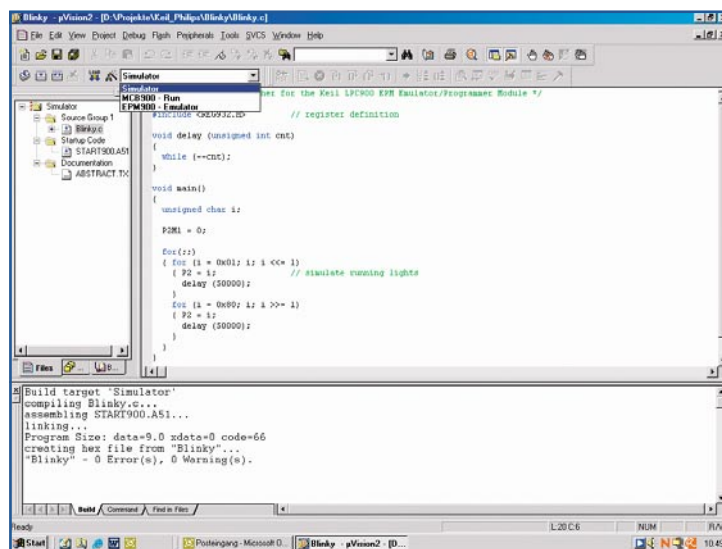 Blinky - µVision2 - [D:\Projekte\Keil_Philips\Blinky\Blinky.c]
File Edit View Project Debug Flash Peripherals Tools SVCS Window Help
Simulator
Simulator
MCB900 - Run
EPM900 - Emulator
Simulator
Source Group 1
Blinky.c
Startup Code
START900.A51
Documentation
ABSTRACT.TX
Files
B...
her for the Keil LPC900 EPM Emulator/Programmer Module */
#include <REG932.H> // register definition
void delay (unsigned int cnt)
{
while (--cnt);
}
void main()
{
unsigned char i;
P2M1 = 0;
for(;;)
{ for (i = 0x01; i; i <<= 1)
{ P2 = i; // simulate running lights
delay (50000);
}
for (i = 0x80; i; i >>= 1)
{ P2 = i;
delay (50000);
}
}
}
Build target 'Simulator'
compiling Blinky.c...
assembling START900.A51...
linking...
Program Size: data=9.0 xdata=0 code=66
creating hex file from "Blinky"...
"Blinky" - 0 Error(s), 0 Warning(s).
Build Command Find in Files
Ready L:20 C:6 NUM R/W
Start Posteingang - Microsoft O... Blinky - µVision2 - [D... 10:49